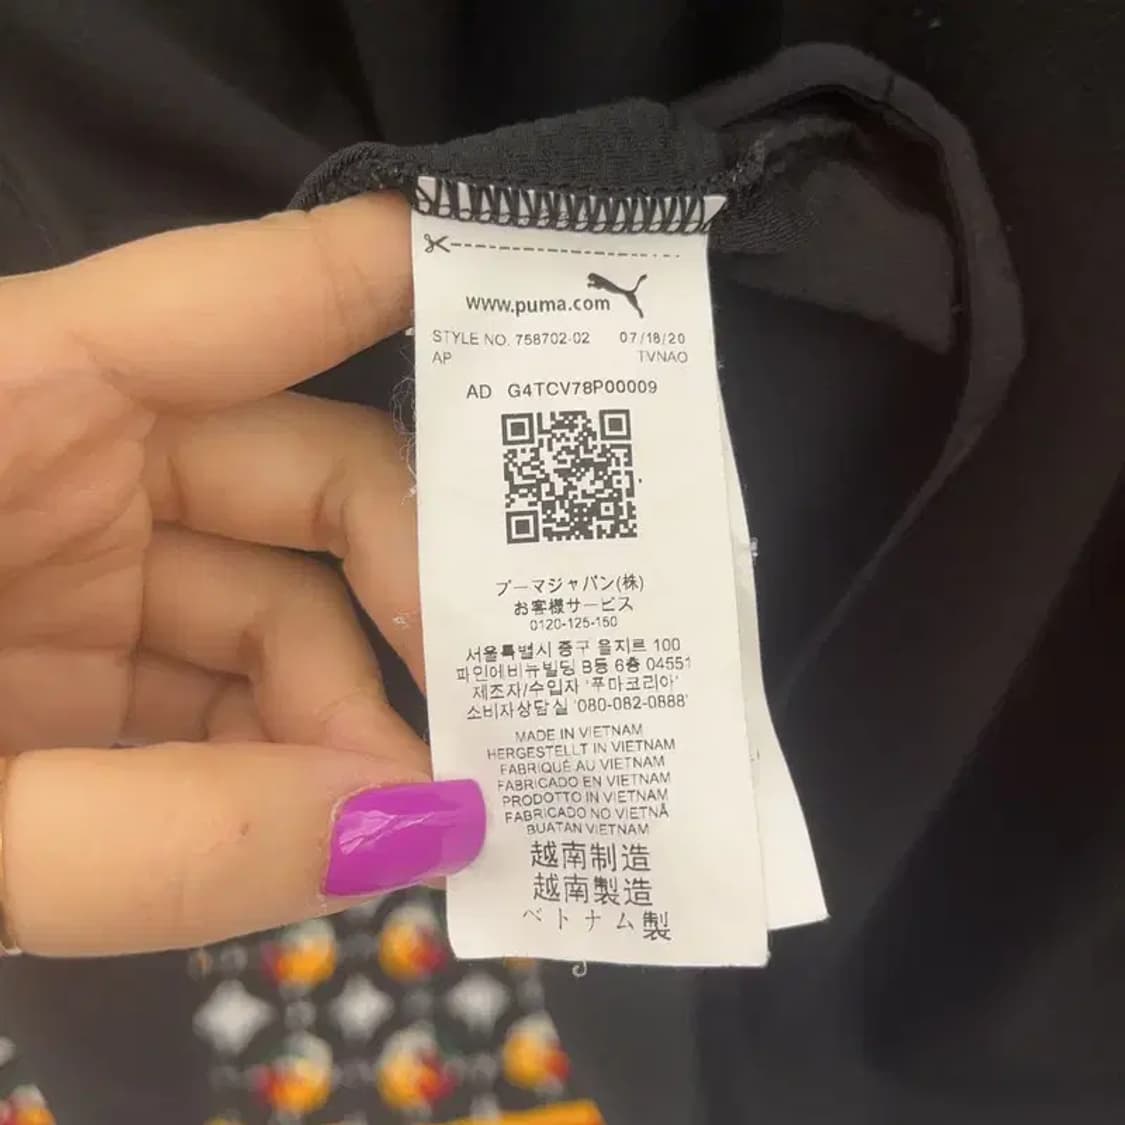 www.puma.com
STYLE NO. 758702-02 07/18/20
AP TVNAO
AD G4TCV78P00009
プーマジャパン(株)
お客様サービス
0120-125-150
서울특별시 중구 을지로 100
파인에비뉴빌딩 B동 6층 04551
제조자/수입자 '푸마코리아'
소비자상담실 '080-082-0888'
MADE IN VIETNAM
HERGESTELLT IN VIETNAM
FABRIQUÉ AU VIETNAM
FABRICADO EN VIETNAM
PRODOTTO IN VIETNAM
FABRICADO NO VIETNÃ
BUATAN VIETNAM
越南制造
越南製造
ベトナム製